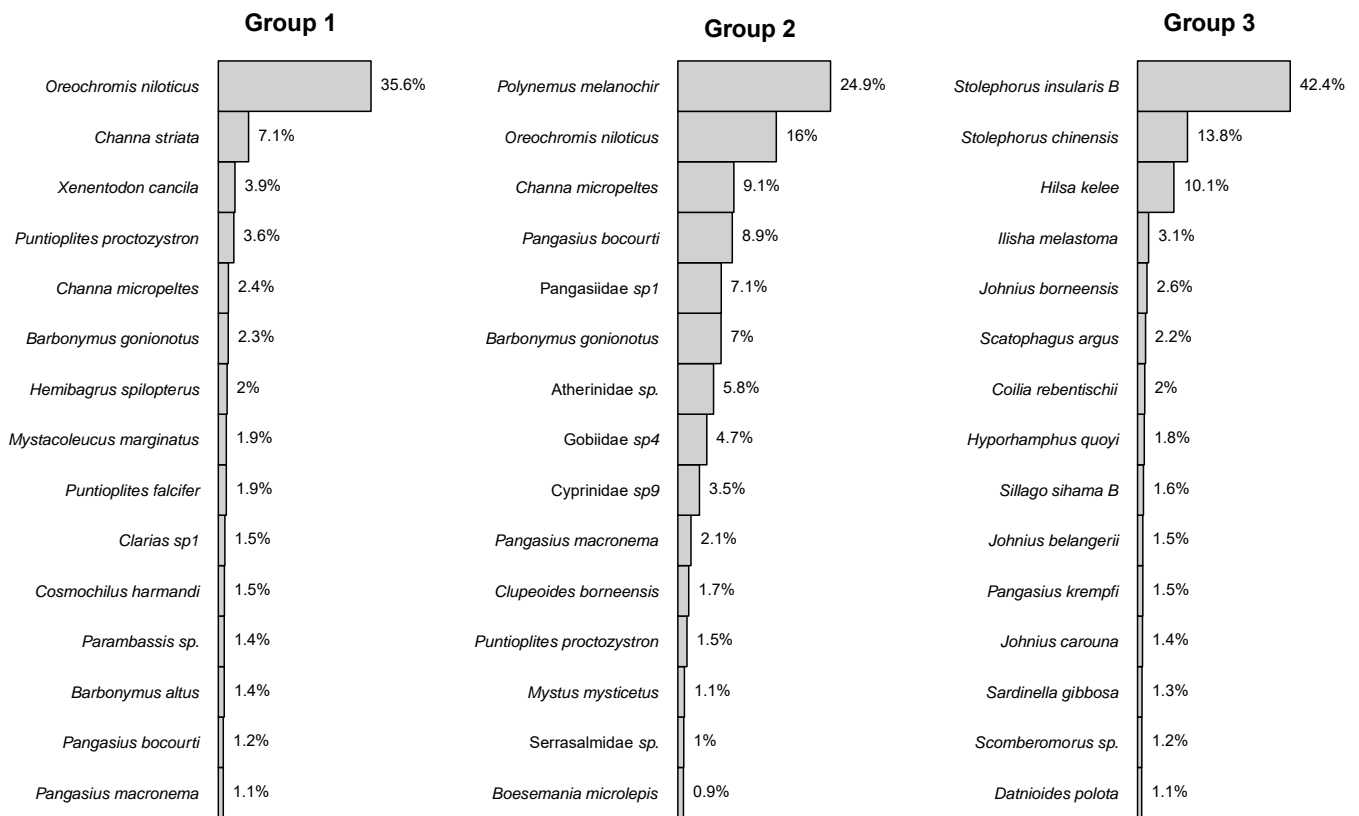 Group 1
Oreochromis niloticus 35.6%
Channa striata 7.1%
Xenentodon cancila 3.9%
Puntioplites proctozystron 3.6%
Channa micropeltes 2.4%
Barbonymus gonionotus 2.3%
Hemibagrus spilopterus 2%
Mystacoleucus marginatus 1.9%
Puntioplites falcifer 1.9%
Clarias sp1 1.5%
Cosmochilus harmandi 1.5%
Parambassis sp. 1.4%
Barbonymus altus 1.4%
Pangasius bocourti 1.2%
Pangasius macronema 1.1%
Group 2
Polynemus melanochir 24.9%
Oreochromis niloticus 16%
Channa micropeltes 9.1%
Pangasius bocourti 8.9%
Pangasiidae sp1 7.1%
Barbonymus gonionotus 7%
Atherinidae sp. 5.8%
Gobiidae sp4 4.7%
Cyprinidae sp9 3.5%
Pangasius macronema 2.1%
Clupeoides borneensis 1.7%
Puntioplites proctozystron 1.5%
Mystus mysticetus 1.1%
Serrasalmidae sp. 1%
Boesemania microlepis 0.9%
Group 3
Stolephorus insularis B 42.4%
Stolephorus chinensis 13.8%
Hilsa kelee 10.1%
Ilisha melastoma 3.1%
Johnius borneensis 2.6%
Scatophagus argus 2.2%
Coilia rebentischii 2%
Hyporhamphus quoyi 1.8%
Sillago sihama B 1.6%
Johnius belangerii 1.5%
Pangasius krempfi 1.5%
Johnius carouna 1.4%
Sardinella gibbosa 1.3%
Scomberomorus sp. 1.2%
Datnioides polota 1.1%